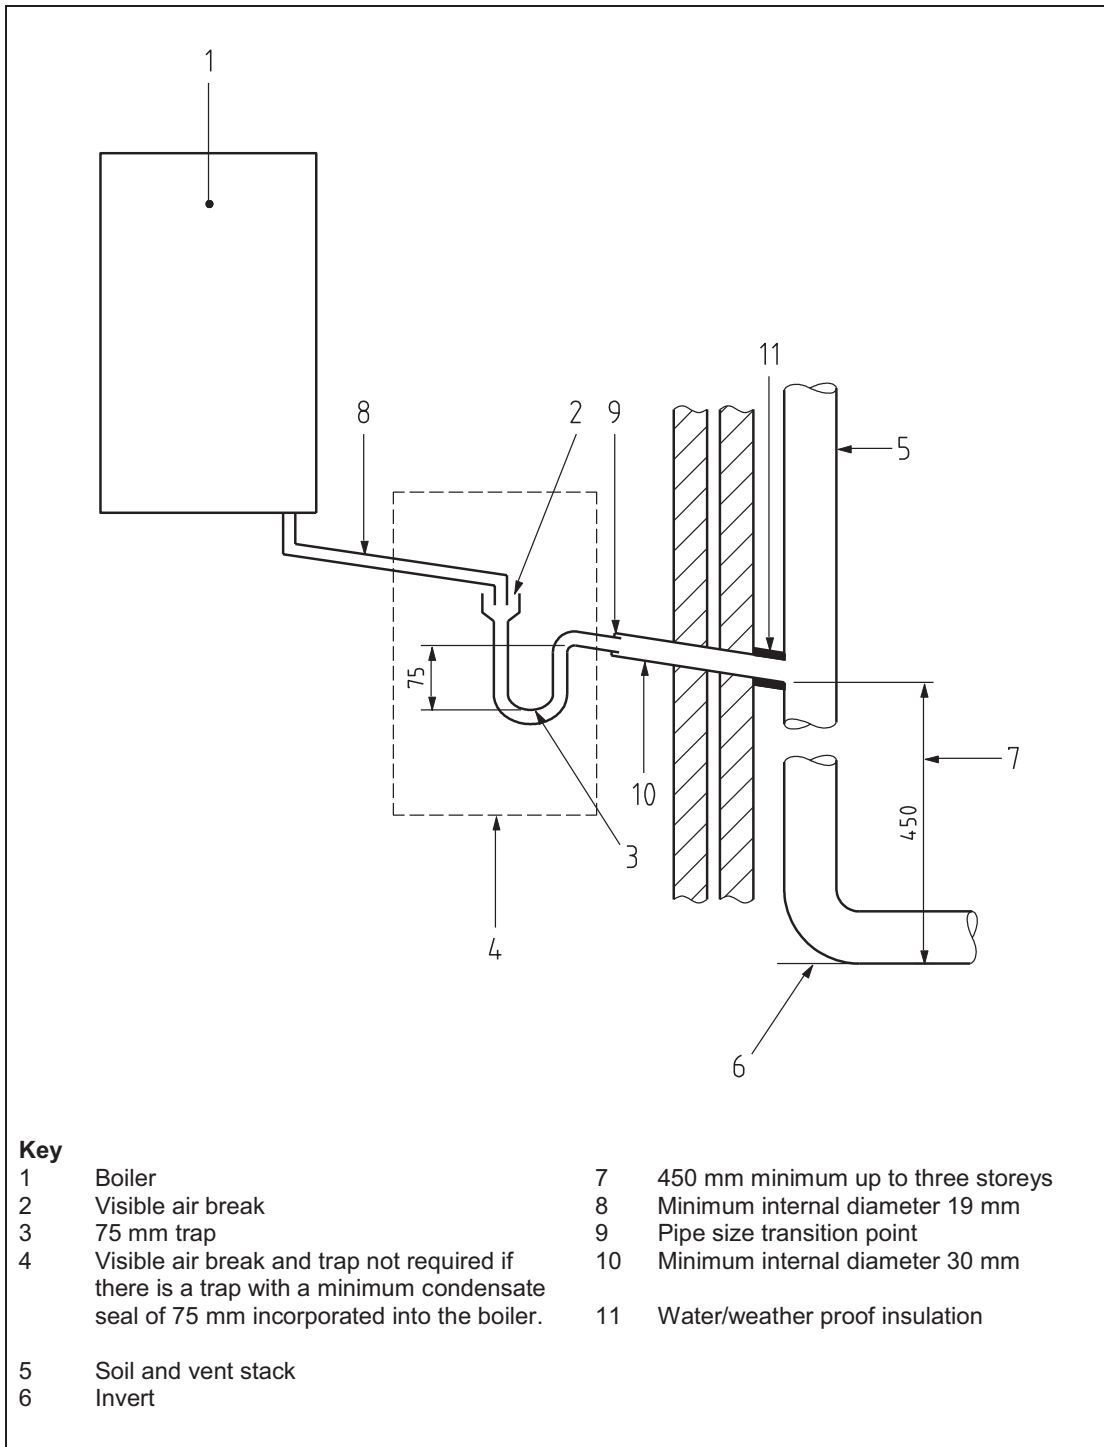 1
11
8
2
9
5
75
10
7
450
3
4
6
Key
1 Boiler
2 Visible air break
3 75 mm trap
4 Visible air break and trap not required if
there is a trap with a minimum condensate
seal of 75 mm incorporated into the boiler.
5 Soil and vent stack
6 Invert
7 450 mm minimum up to three storeys
8 Minimum internal diameter 19 mm
9 Pipe size transition point
10 Minimum internal diameter 30 mm
11 Water/weather proof insulation